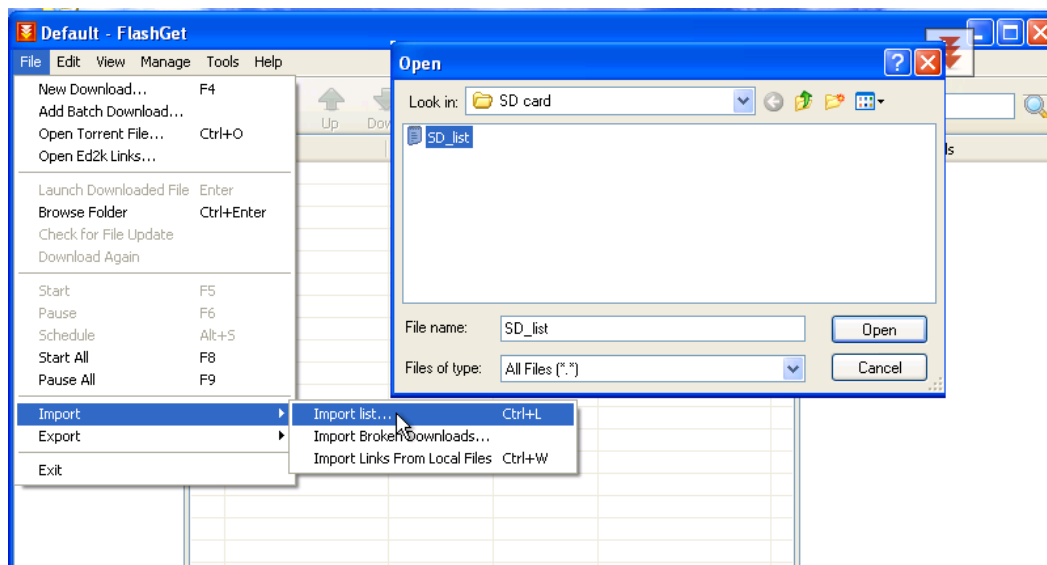 Default - FlashGet
File Edit View Manage Tools Help
New Download... F4
Add Batch Download...
Open Torrent File... Ctrl+O
Open Ed2k Links...
Launch Downloaded File Enter
Browse Folder Ctrl+Enter
Check for File Update
Download Again
Start F5
Pause F6
Schedule Alt+S
Start All F8
Pause All F9
Import
Export
Exit
Import list... Ctrl+L
Import Broken Downloads...
Import Links From Local Files Ctrl+W
Up
Open
Look in: SD card
SD_list
File name: SD_list
Open
Files of type: All Files (*.*)
Cancel